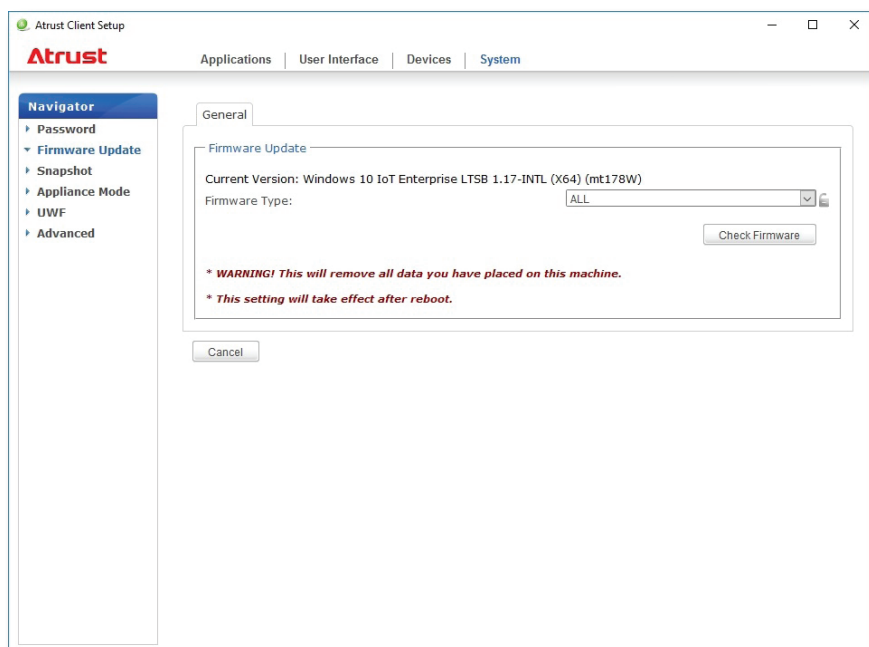 Atrust Client Setup
Atrust
Applications | User Interface | Devices | System
Navigator
Password
Firmware Update
Snapshot
Appliance Mode
UWF
Advanced
General
Firmware Update
Current Version: Windows 10 IoT Enterprise LTSB 1.17-INTL (X64) (mt178W)
Firmware Type: ALL
Check Firmware
* WARNING! This will remove all data you have placed on this machine.
* This setting will take effect after reboot.
Cancel